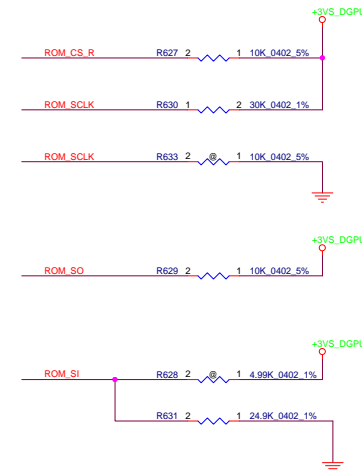 +3VS_DGPU
ROM_CS_R R627 2 1 10K_0402_5%
ROM_SCLK R630 1 2 30K_0402_1%
ROM_SCLK R633 2 @ 1 10K_0402_5%
+3VS_DGPU
ROM_SO R629 2 1 10K_0402_5%
+3VS_DGPU
ROM_SI R628 2 @ 1 4.99K_0402_1%
R631 2 1 24.9K_0402_1%